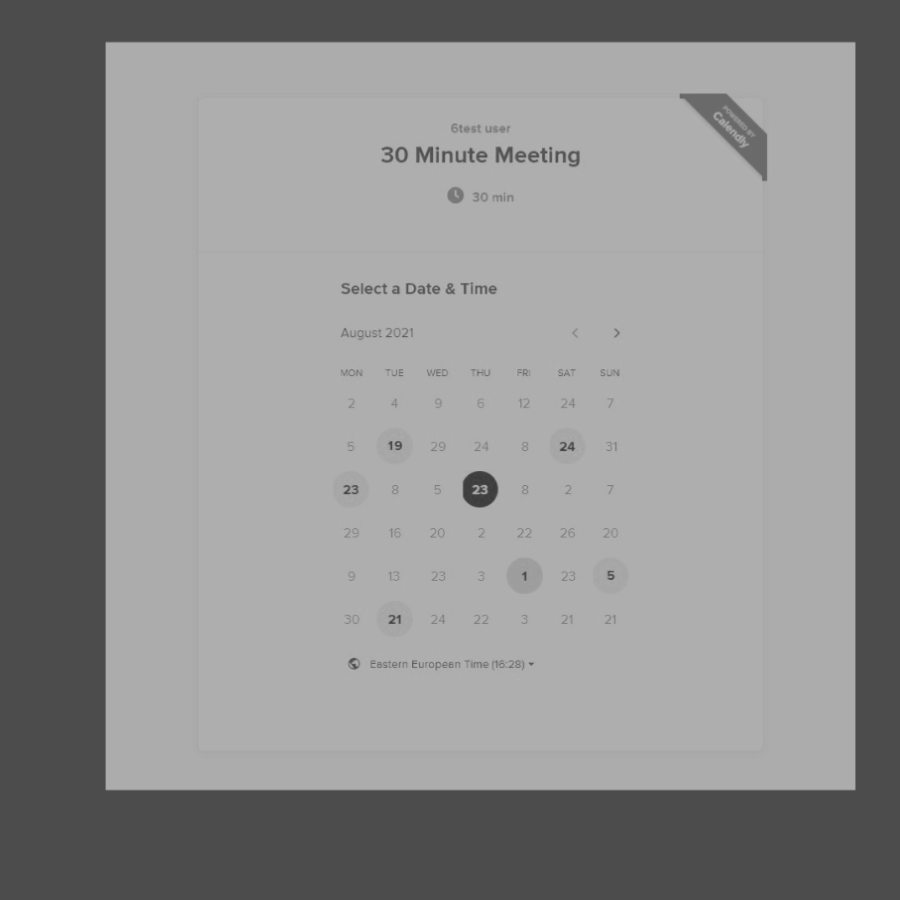 POWERED BY
Calendly
6test user
30 Minute Meeting
30 min
Select a Date & Time
August 2021
MON TUE WED THU FRI SAT SUN
2 4 9 6 12 24 7
5 19 29 24 8 24 31
23 8 5 23 8 2 7
29 16 20 2 22 26 20
9 13 23 3 1 23 5
30 21 24 22 3 21 21
Eastern European Time (16:28)